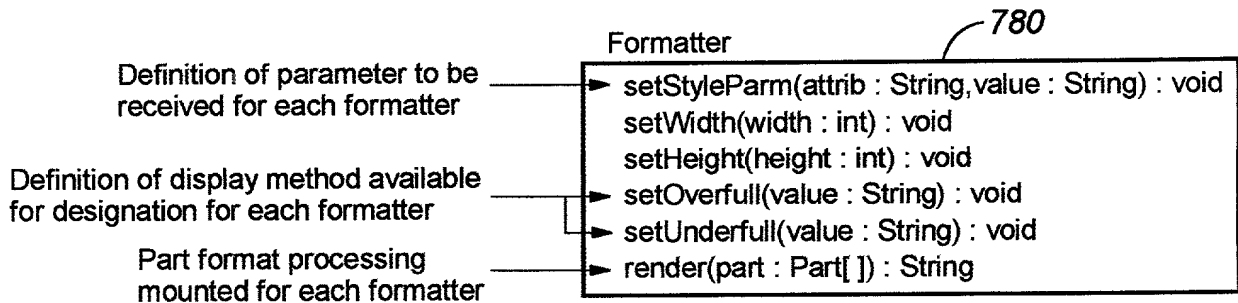 780
Formatter
Definition of parameter to be
received for each formatter
setStyleParm(attrib : String,value : String) : void
setWidth(width : int) : void
setHeight(height : int) : void
Definition of display method available
for designation for each formatter
setOverfull(value : String) : void
setUnderfull(value : String) : void
Part format processing
mounted for each formatter
render(part : Part[ ]) : String